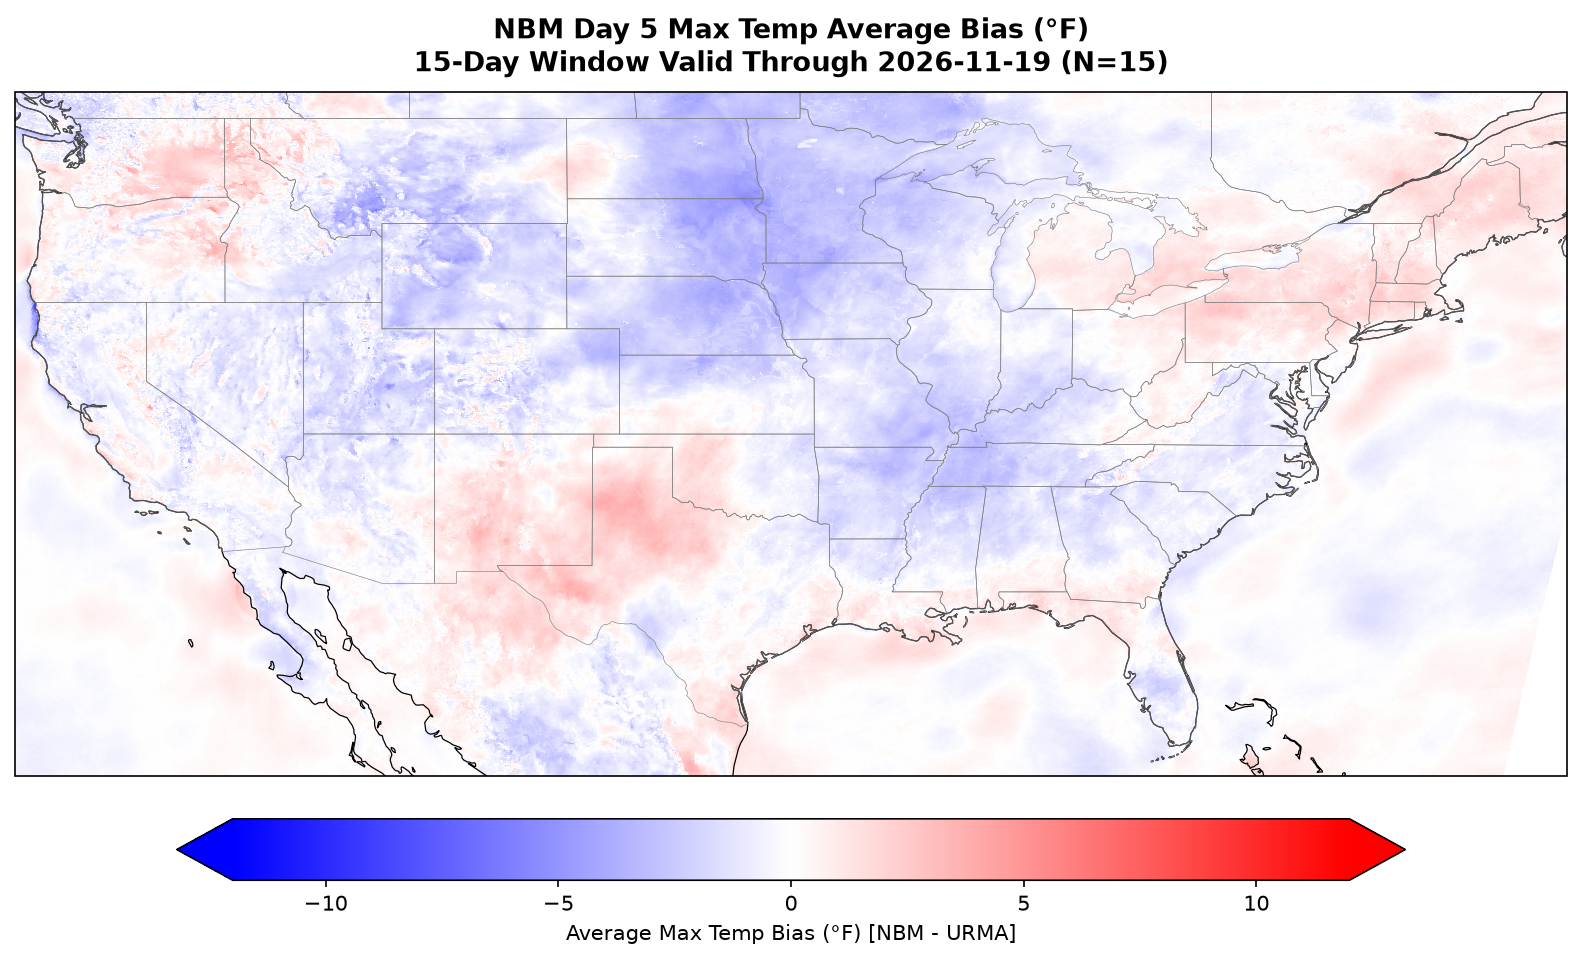 NBM Day 5 Max Temp Average Bias (°F)
15-Day Window Valid Through 2026-11-19 (N=15)
−10 −5 0 5 10
Average Max Temp Bias (°F) [NBM - URMA]